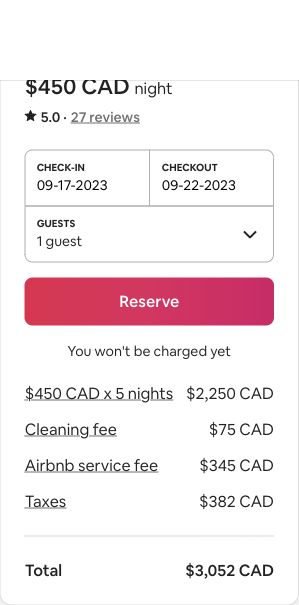 $450 CAD night
★ 5.0 · 27 reviews
CHECK-IN
09-17-2023
CHECKOUT
09-22-2023
GUESTS
1 guest
Reserve
You won't be charged yet
$450 CAD x 5 nights $2,250 CAD
Cleaning fee $75 CAD
Airbnb service fee $345 CAD
Taxes $382 CAD
Total $3,052 CAD